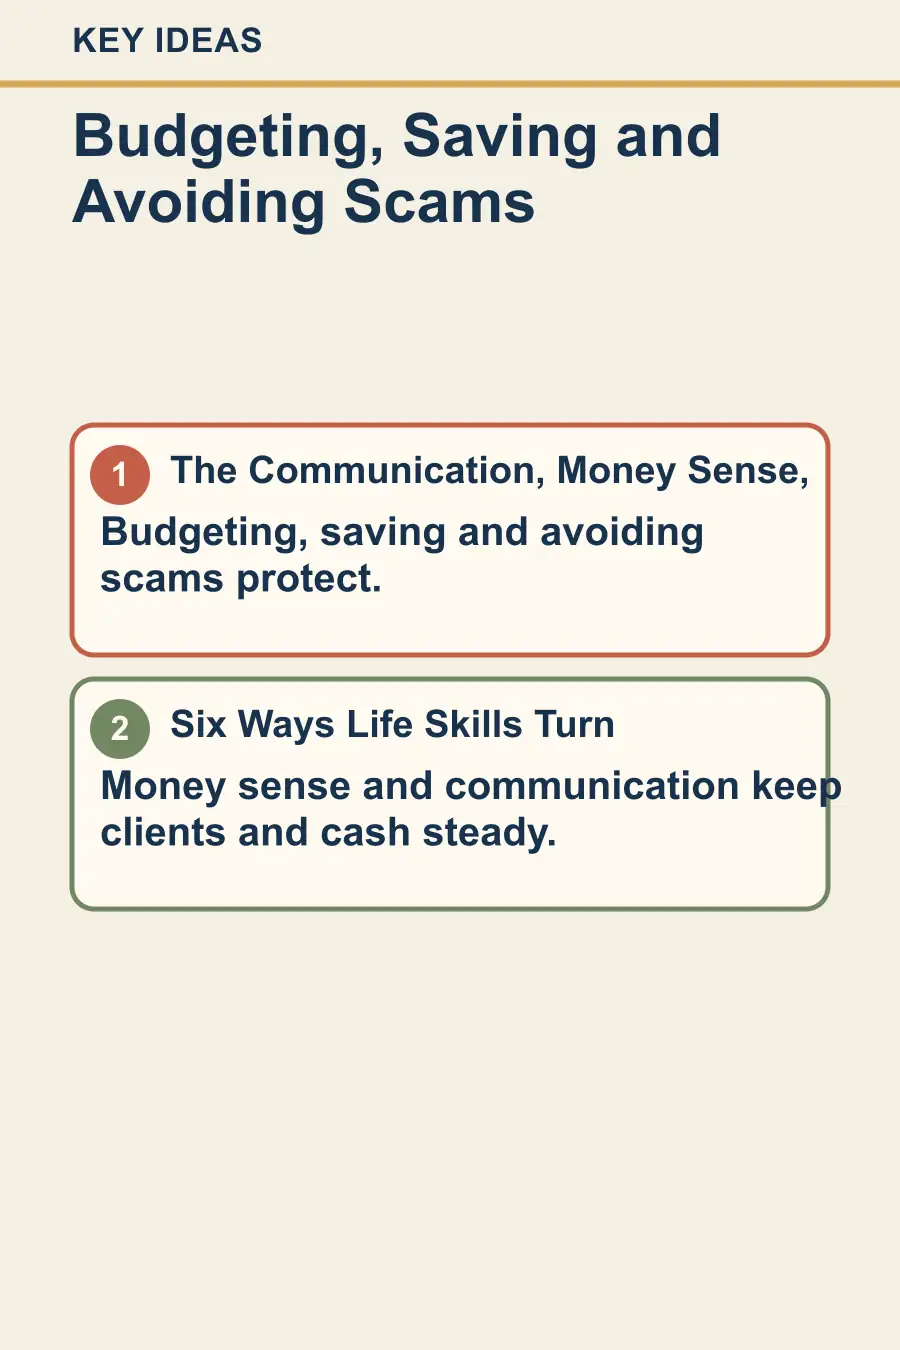 KEY IDEAS
Budgeting, Saving and
Avoiding Scams
1 The Communication, Money Sense,
Budgeting, saving and avoiding
scams protect.
2 Six Ways Life Skills Turn
Money sense and communication keep
clients and cash steady.